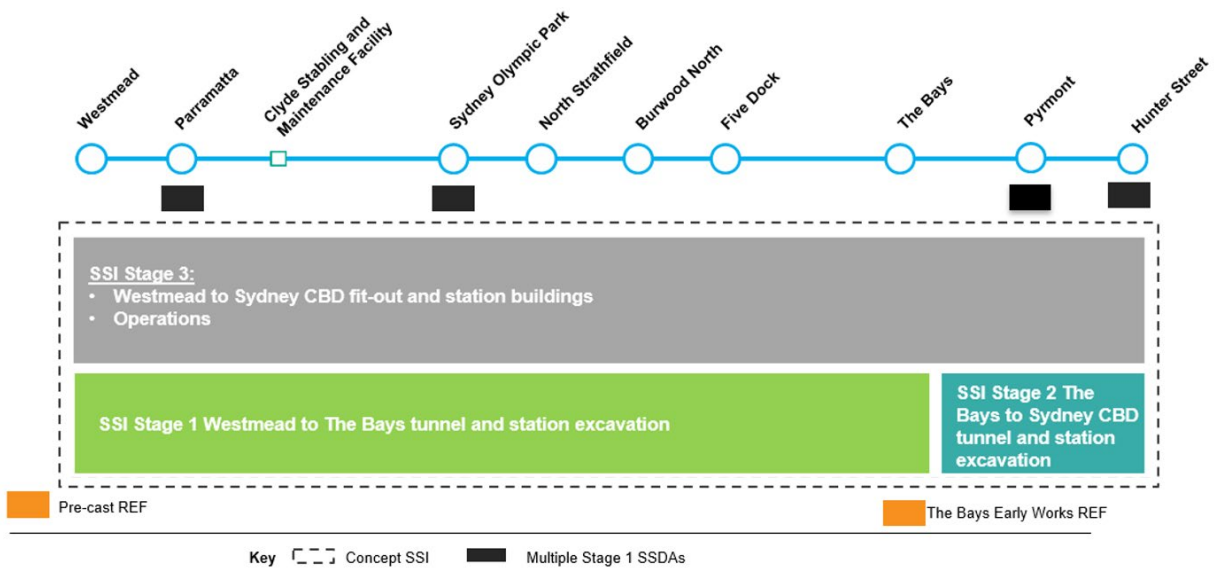 Westmead
Parramatta
Clyde Stabling and
Maintenance Facility
Sydney Olympic Park
North Strathfield
Burwood North
Five Dock
The Bays
Pyrmont
Hunter Street
SSI Stage 3:
• Westmead to Sydney CBD fit-out and station buildings
• Operations
SSI Stage 1 Westmead to The Bays tunnel and station excavation
SSI Stage 2 The
Bays to Sydney CBD
tunnel and station
excavation
Pre-cast REF
The Bays Early Works REF
Key Concept SSI Multiple Stage 1 SSDAs